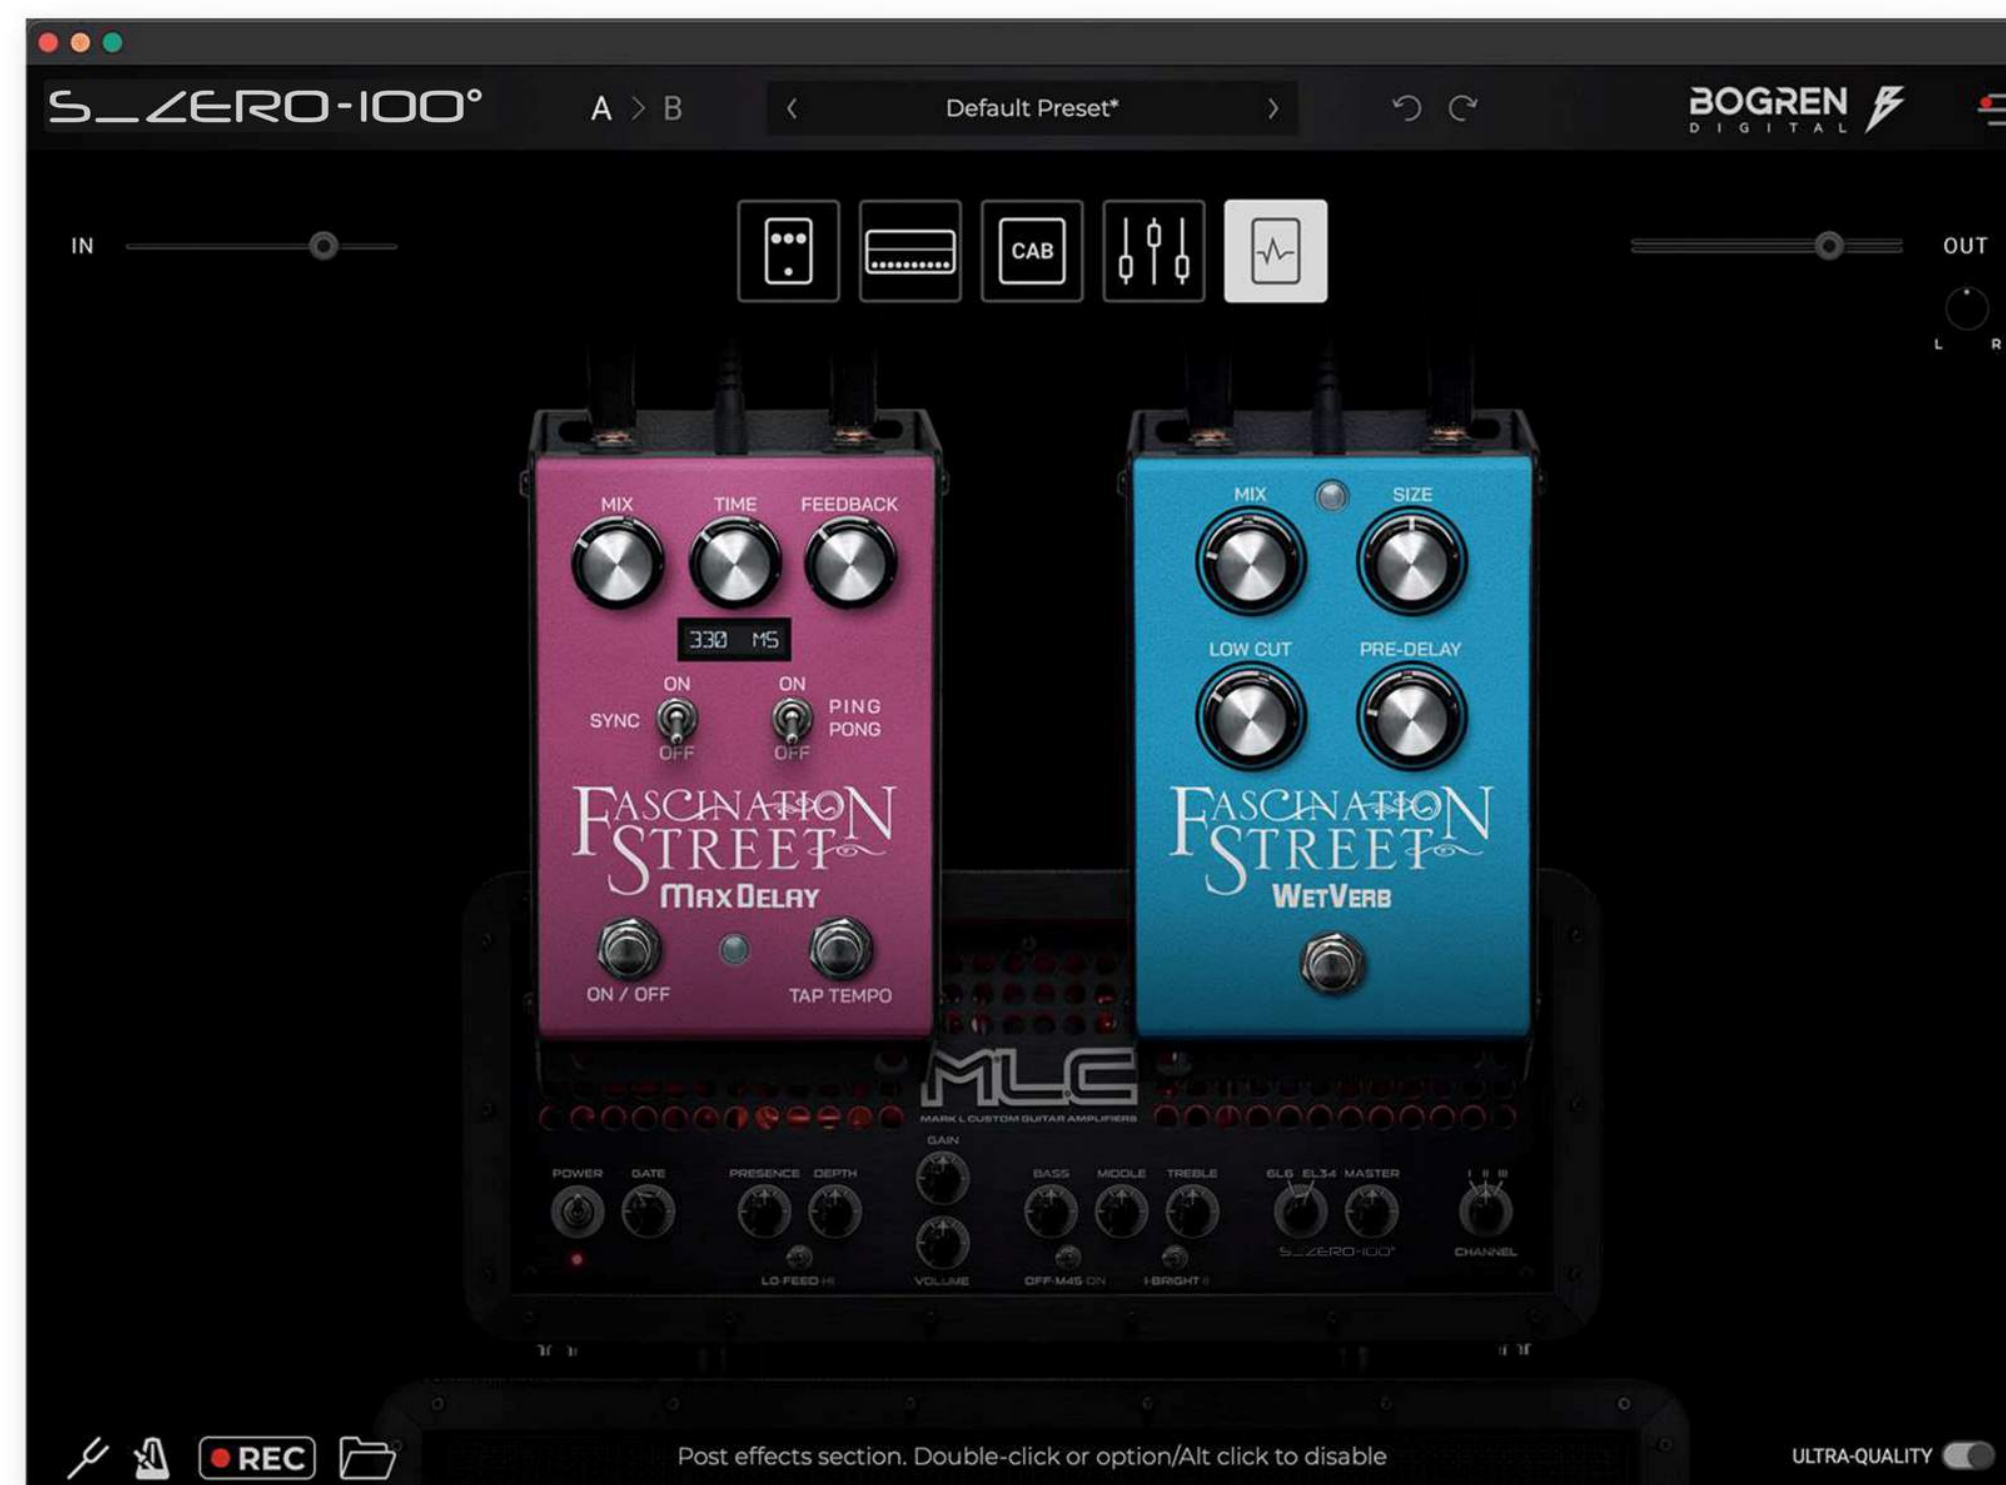 S_ZERO-100°
A > B
Default Preset*
BOGREN
DIGITAL
IN
CAB
OUT
L R
MIX TIME FEEDBACK
330 MS
ON ON
SYNC
PING
PONG
OFF OFF
FASCINATION
STREET
MAXDELAY
ON / OFF
TAP TEMPO
MIX SIZE
LOW CUT PRE-DELAY
FASCINATION
STREET
WETVERB
MLC
MARK L CUSTOM GUITAR AMPLIFIERS
GAIN
POWER GATE PRESENCE DEPTH BASS MIDDLE TREBLE 6L6 EL34 MASTER I II III
S_ZERO-100° CHANNEL
LO-FEED-HI VOLUME OFF-M45-ON I-BRIGHT-II
REC
Post effects section. Double-click or option/Alt click to disable
ULTRA-QUALITY